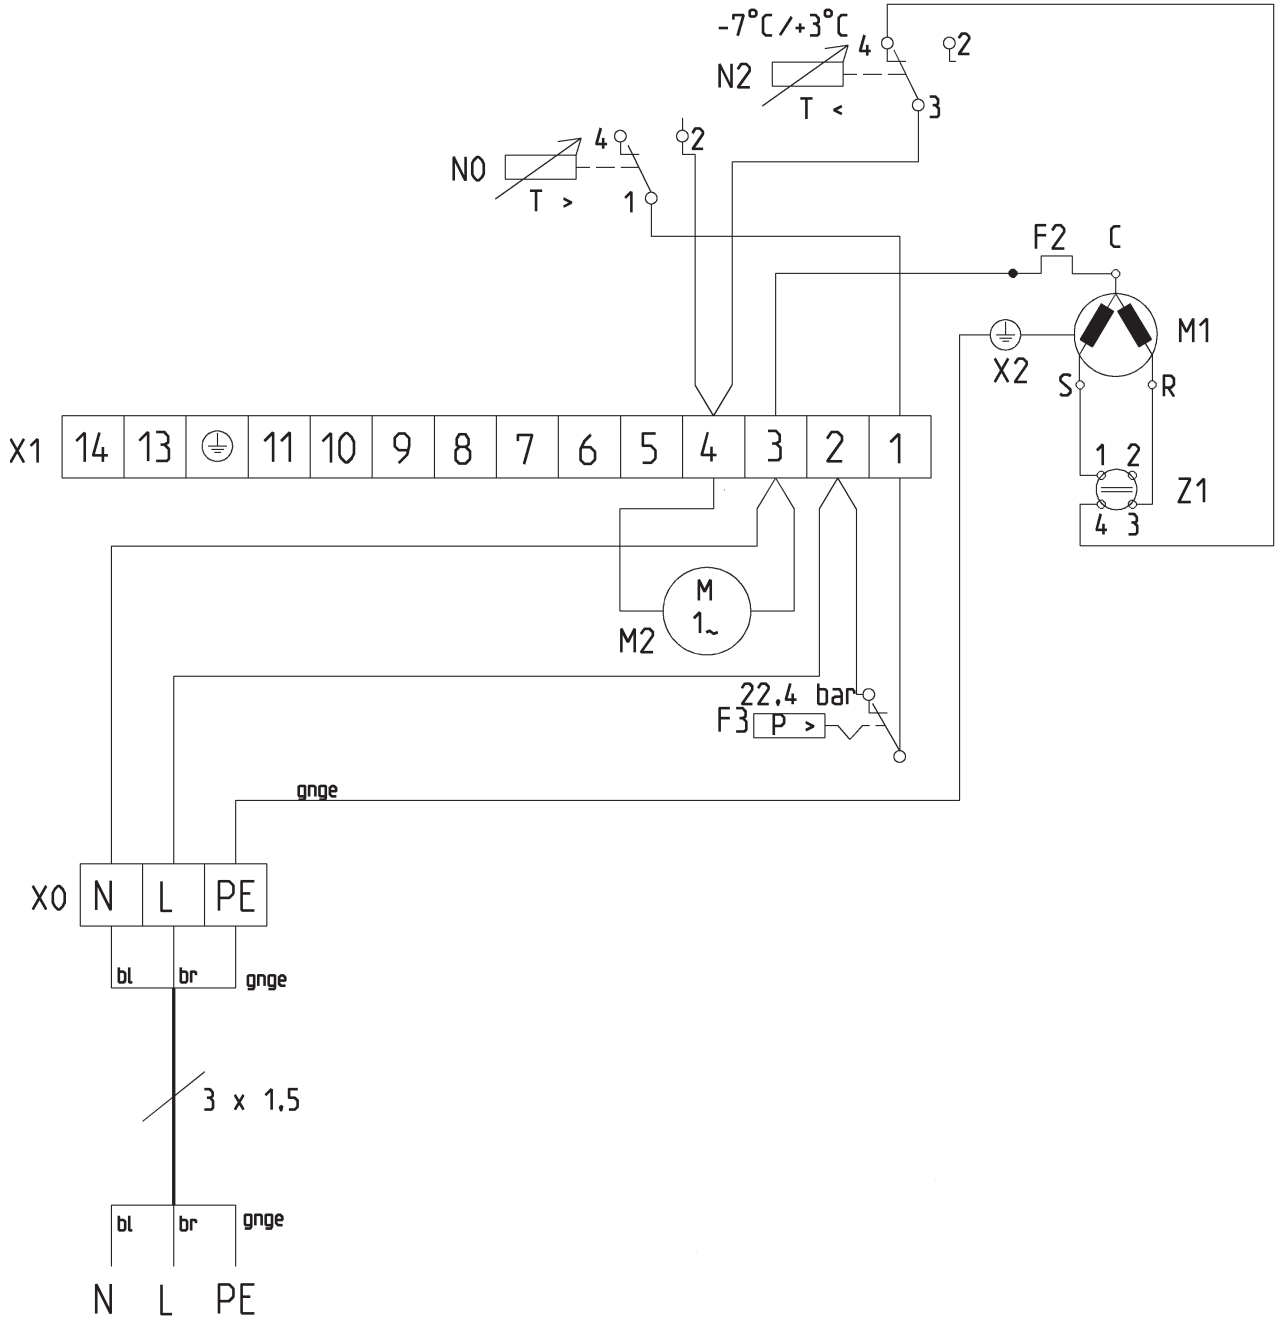 -7°C/+3°C
4 2
N2
T <
3
4 2
N0
T > 1
F2 C
M1
X2
S R
X1 14 13 11 10 9 8 7 6 5 4 3 2 1
1 2
Z1
4 3
M
1~
M2
22.4 bar
F3 P >
gnge
X0 N L PE
bl br gnge
3 x 1.5
bl br gnge
N L PE